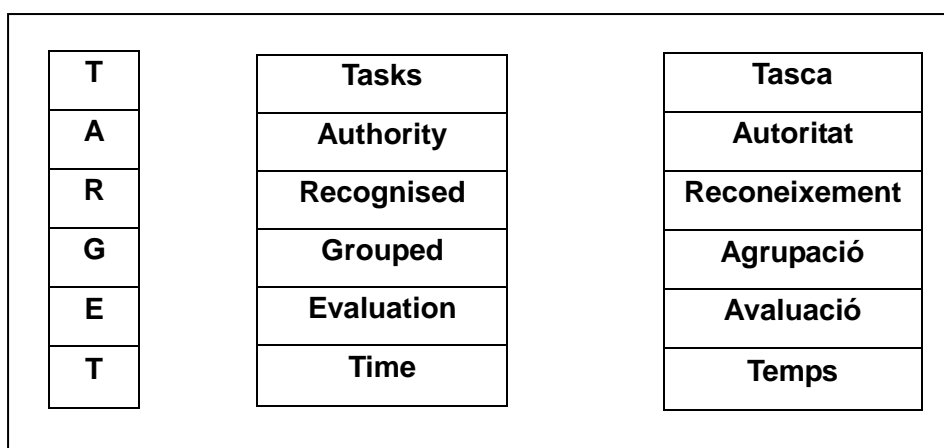 T Tasks Tasca
A Authority Autoritat
R Recognised Reconeixement
G Grouped Agrupació
E Evaluation Avaluació
T Time Temps